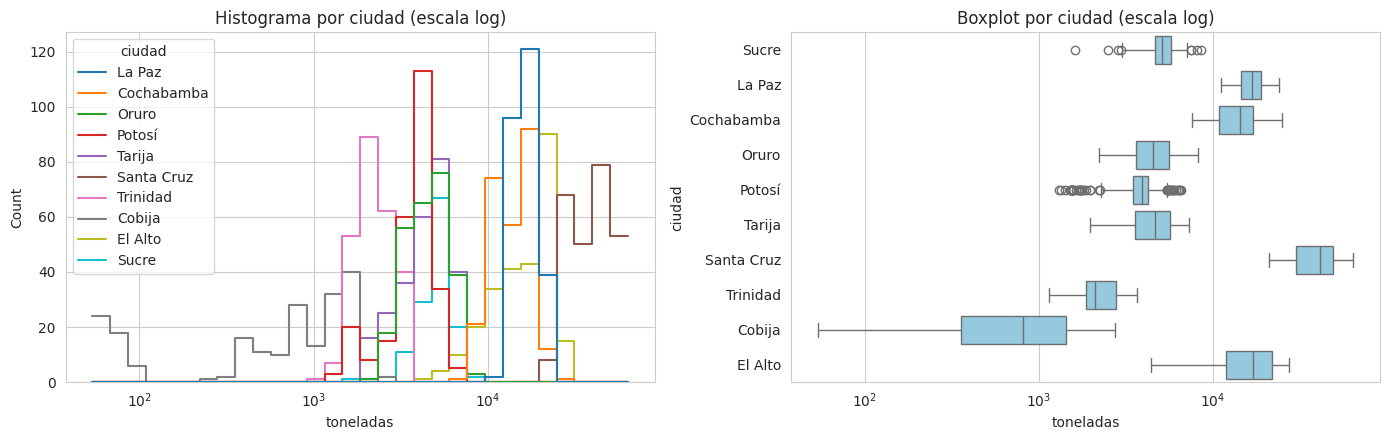 Histograma por ciudad (escala log)
ciudad
La Paz
Cochabamba
Oruro
Potosí
Tarija
Santa Cruz
Trinidad
Cobija
El Alto
Sucre
Count
120
100
80
60
40
20
0
10²
10³
10⁴
toneladas
Boxplot por ciudad (escala log)
ciudad
Sucre
La Paz
Cochabamba
Oruro
Potosí
Tarija
Santa Cruz
Trinidad
Cobija
El Alto
10²
10³
10⁴
toneladas